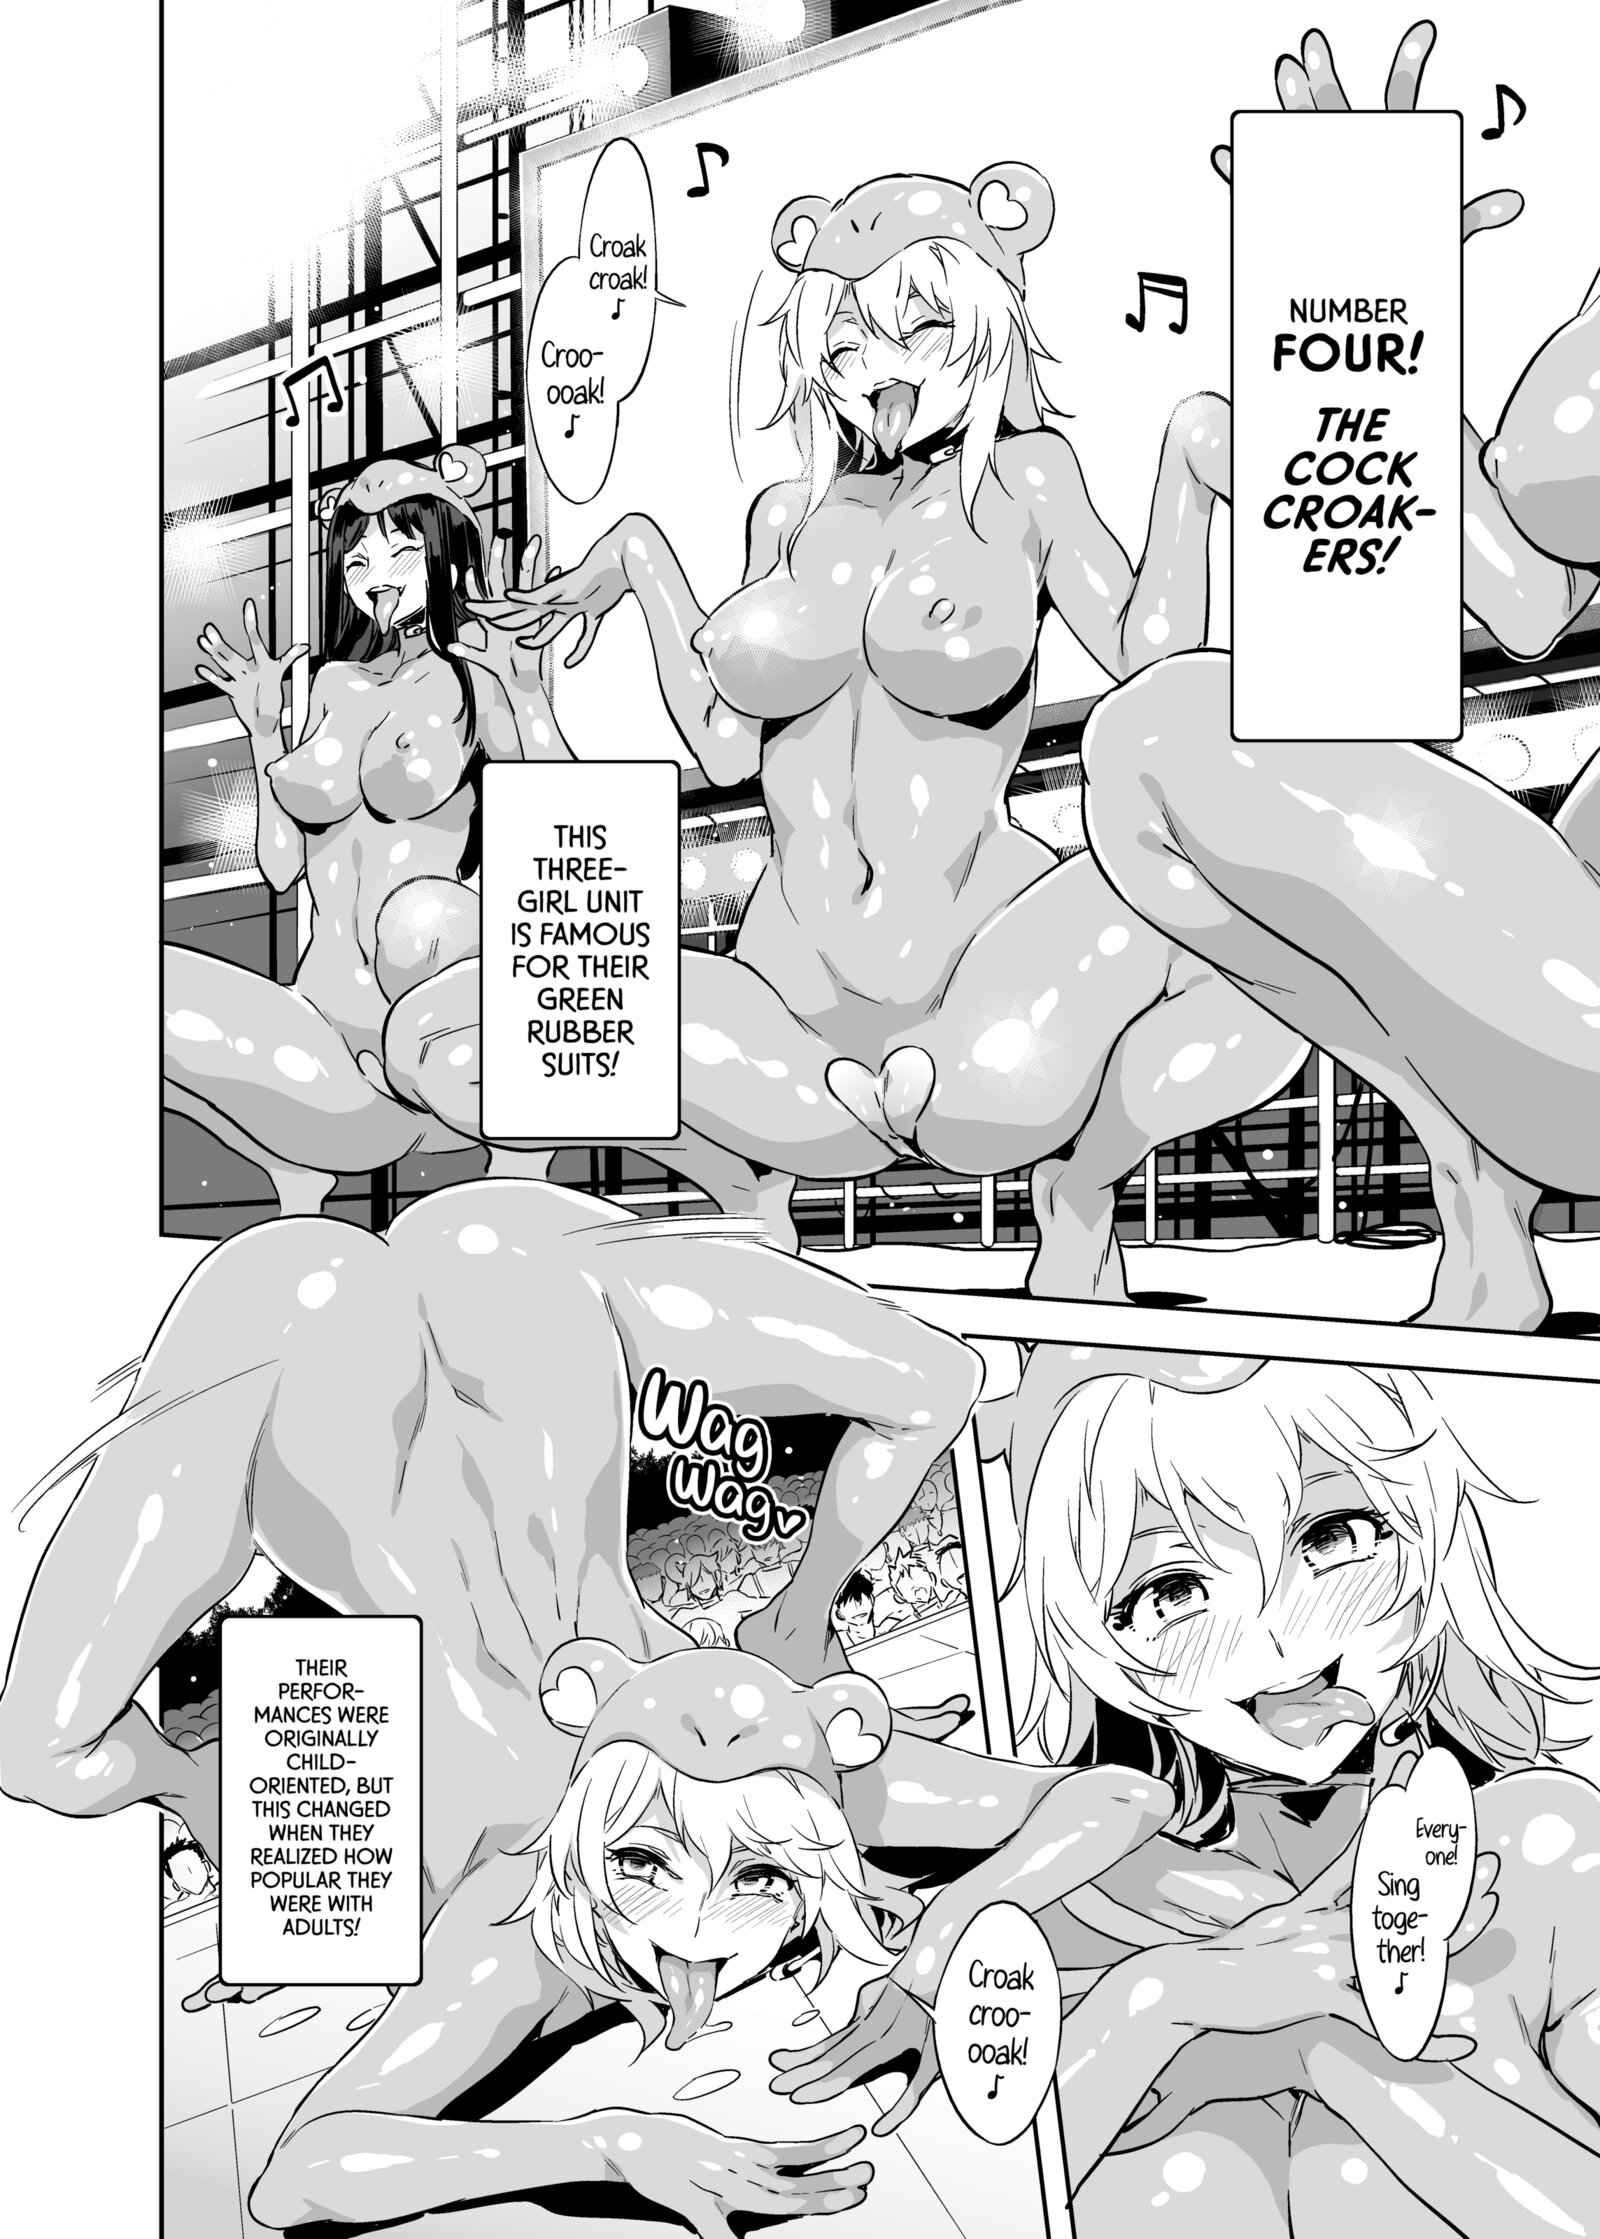 NUMBER
FOUR!
THE
COCK
CROAK-
ERS!
Croak
croak!
♪
Croo-
ooak!
♪
THIS
THREE-
GIRL UNIT
IS FAMOUS
FOR THEIR
GREEN
RUBBER
SUITS!
Wag
Wag♥
THEIR
PERFOR-
MANCES WERE
ORIGINALLY
CHILD-
ORIENTED, BUT
THIS CHANGED
WHEN THEY
REALIZED HOW
POPULAR THEY
WERE WITH
ADULTS!
Every-
one!
Sing
toge-
ther!
♪
Croak
croo-
ooak!
♪